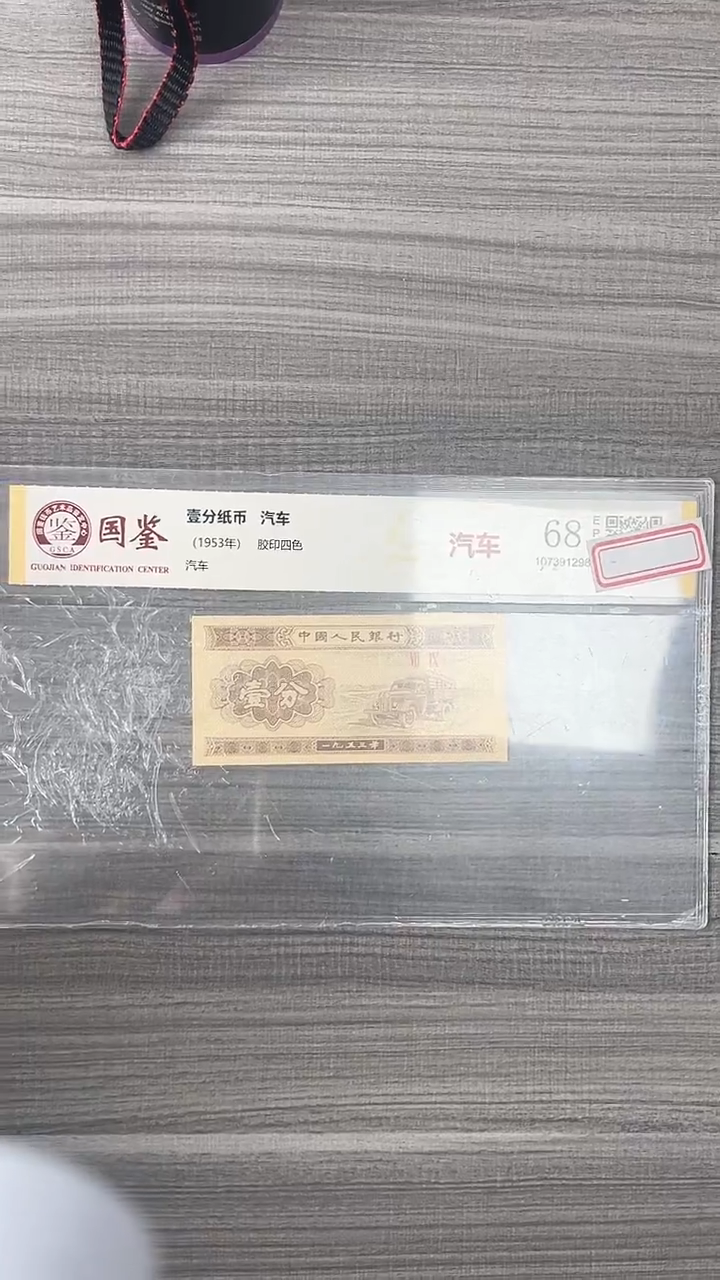 壹分纸币 汽车
国鉴
GSCA
GUOJIAN IDENTIFICATION CENTER
(1953年) 胶印四色
汽车
汽车
68
E
P
107391298
中國人民銀行
壹分
一九五三年